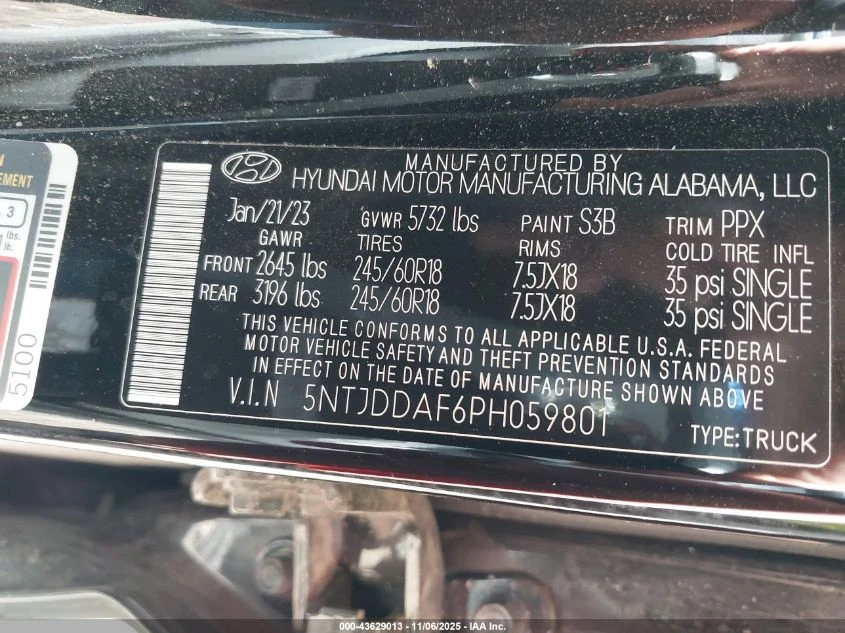 N
EMENT
3
lbs.
lb.
5100
MANUFACTURED BY
HYUNDAI MOTOR MANUFACTURING ALABAMA, LLC
Jan/21/23 GVWR 5732 lbs PAINT S3B TRIM PPX
GAWR TIRES RIMS COLD TIRE INFL
FRONT 2645 lbs 245/60R18 7.5JX18 35 psi SINGLE
REAR 3196 lbs 245/60R18 7.5JX18 35 psi SINGLE
THIS VEHICLE CONFORMS TO ALL APPLICABLE U.S.A. FEDERAL
MOTOR VEHICLE SAFETY AND THEFT PREVENTION STANDARDS
IN EFFECT ON THE DATE OF MANUFACTURE SHOWN ABOVE
V.I.N 5NTJDDAF6PH059801
TYPE:TRUCK
000-43629013 - 11/06/2025 - IAA Inc.